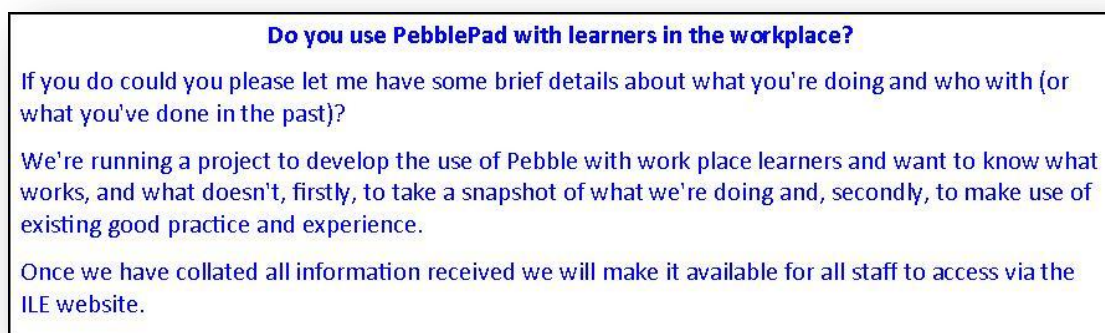 Do you use PebblePad with learners in the workplace?
If you do could you please let me have some brief details about what you're doing and who with (or
what you've done in the past)?
We're running a project to develop the use of Pebble with work place learners and want to know what
works, and what doesn't, firstly, to take a snapshot of what we're doing and, secondly, to make use of
existing good practice and experience.
Once we have collated all information received we will make it available for all staff to access via the
ILE website.